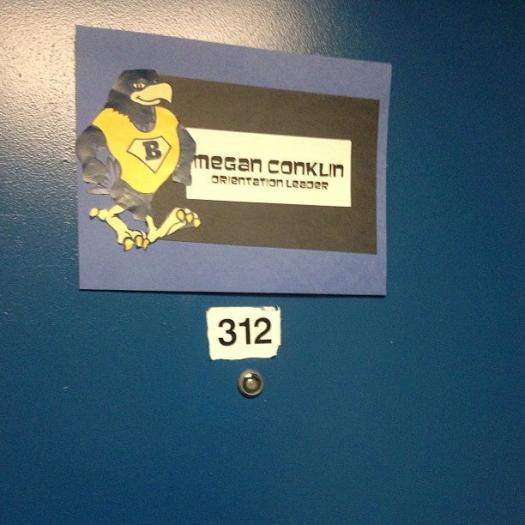 B
Megan Conklin
Orientation Leader
312